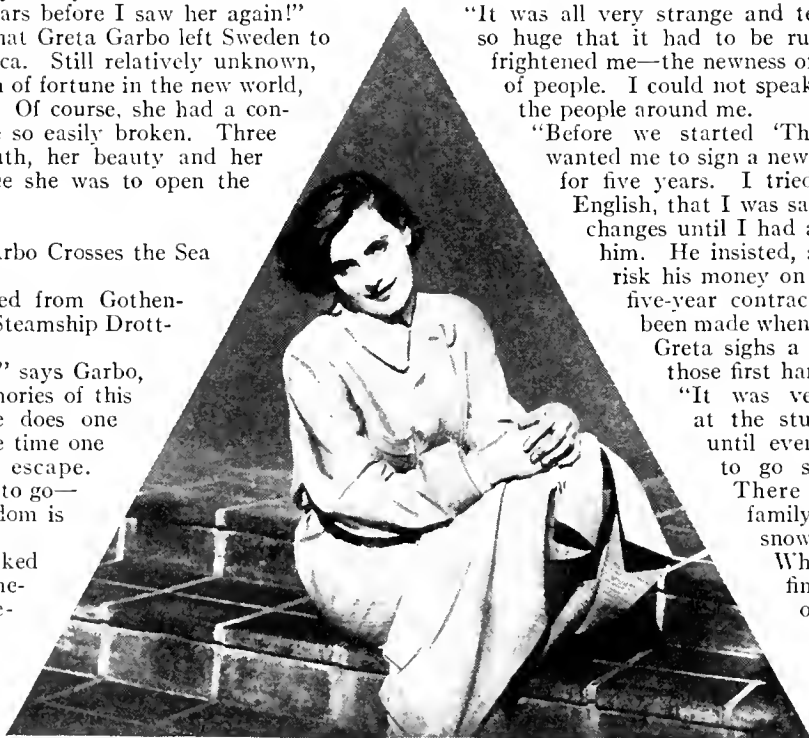 ars before I saw her again!”
hat Greta Garbo left Sweden to
ca. Still relatively unknown,
n of fortune in the new world,
Of course, she had a con-
e so easily broken. Three
uth, her beauty and her
ce she was to open the
rbo Crosses the Sea
ed from Gothen-
Steamship Drott-
” says Garbo,
mories of this
e does one
e time one
escape.
to go—
dom is
ked
ne-
e-
“It was all very strange and te
so huge that it had to be ru
frightened me—the newness o
of people. I could not speak
the people around me.
“Before we started ‘Th
wanted me to sign a new
for five years. I tried
English, that I was sa
changes until I had a
him. He insisted, a
risk his money on
five-year contrac
been made when
Greta sighs a
those first har
“It was ve
at the stu
until ever
to go s
There
family
snow
Wh
fin
o